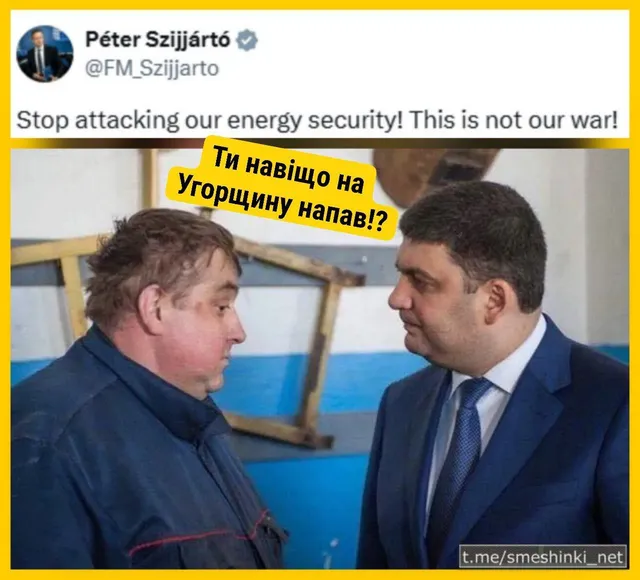 Péter Szijjártó
@FM_Szijjarto
Stop attacking our energy security! This is not our war!
Ти навіщо на
Угорщину напав!?
t.me/smeshinki_net